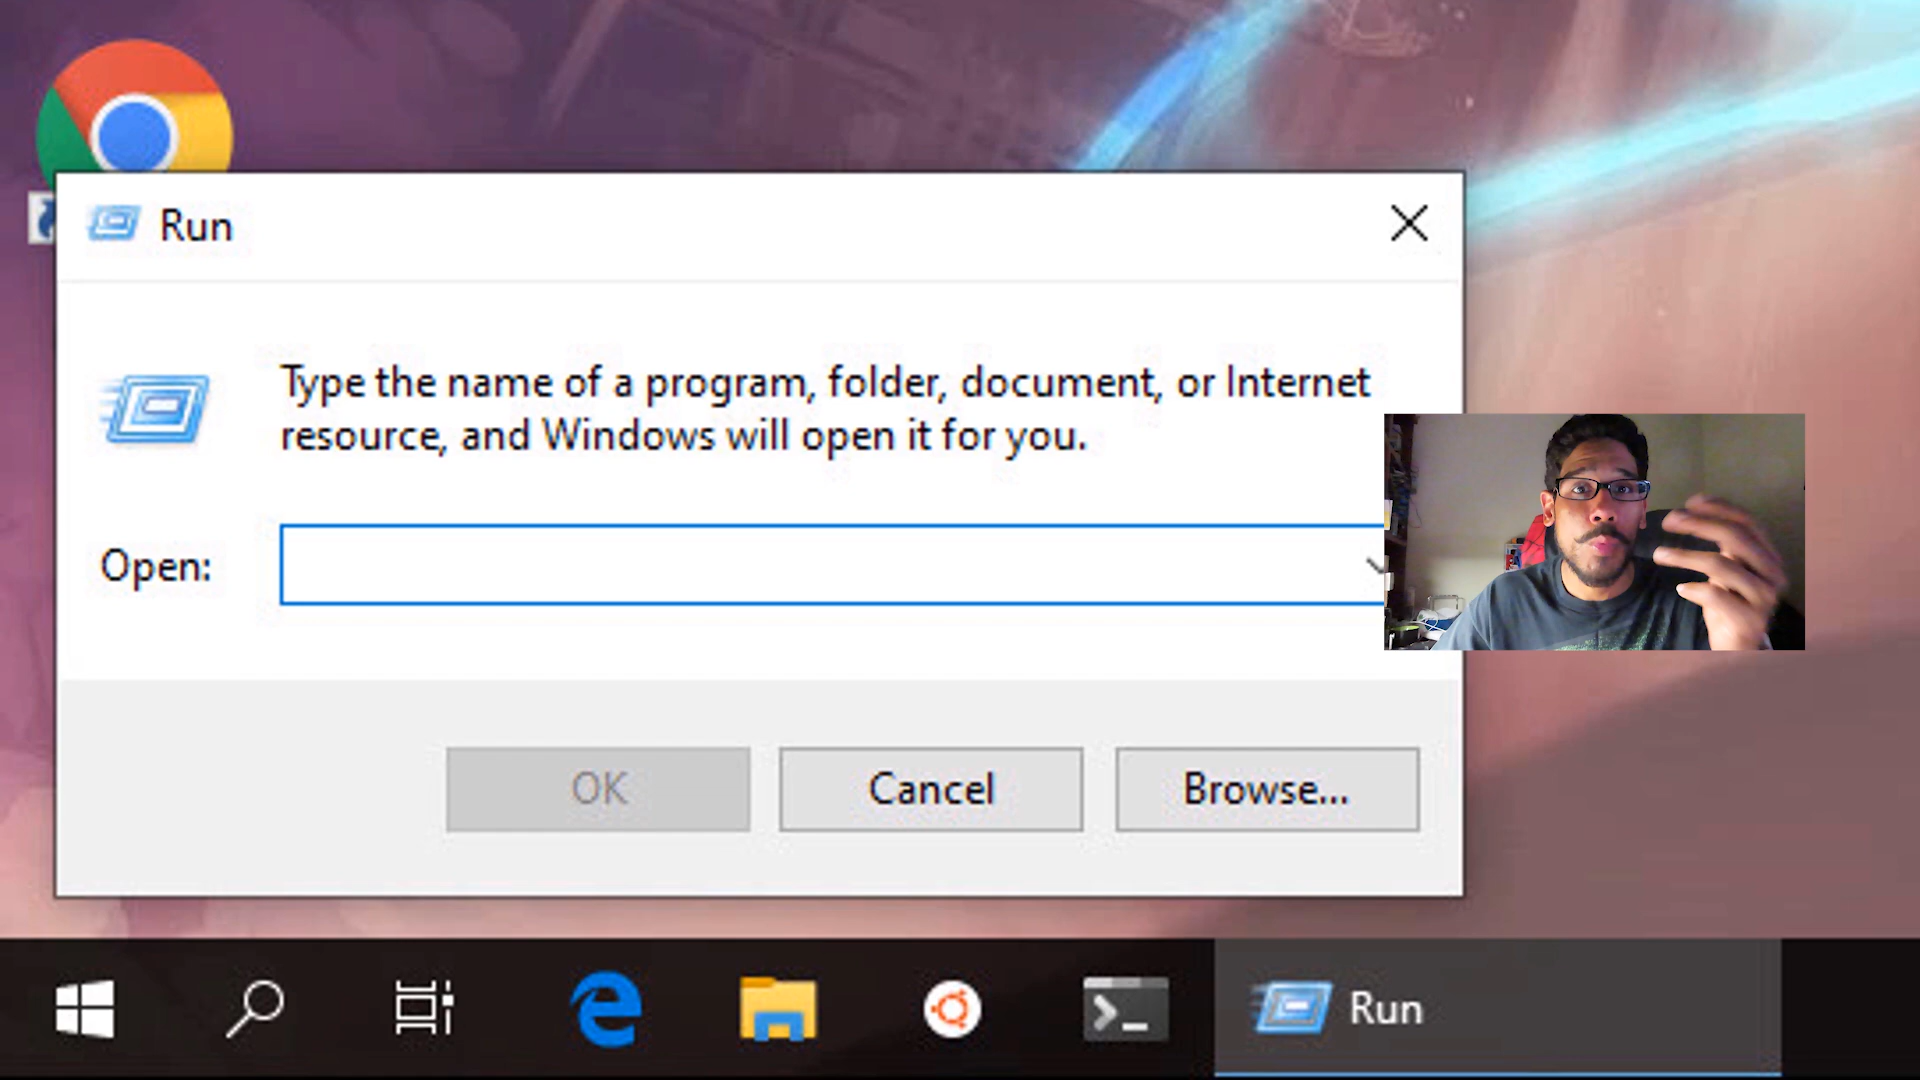 Run
Type the name of a program, folder, document, or Internet
resource, and Windows will open it for you.
Open:
OK
Cancel
Browse...
Run